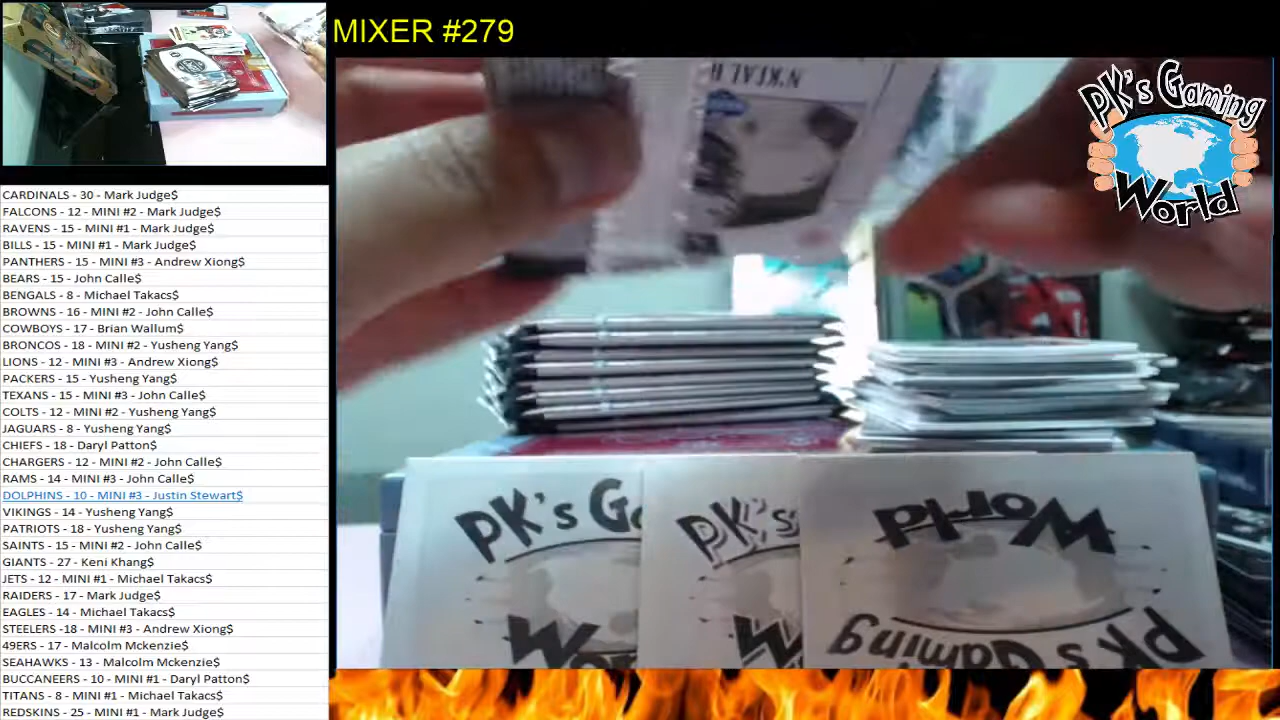 MIXER #279
PK's Gaming
World
CARDINALS - 30 - Mark Judge$
FALCONS - 12 - MINI #2 - Mark Judge$
RAVENS - 15 - MINI #1 - Mark Judge$
BILLS - 15 - MINI #1 - Mark Judge$
PANTHERS - 15 - MINI #3 - Andrew Xiong$
BEARS - 15 - John Calle$
BENGALS - 8 - Michael Takacs$
BROWNS - 16 - MINI #2 - John Calle$
COWBOYS - 17 - Brian Wallum$
BRONCOS - 18 - MINI #2 - Yusheng Yang$
LIONS - 12 - MINI #3 - Andrew Xiong$
PACKERS - 15 - Yusheng Yang$
TEXANS - 15 - MINI #3 - John Calle$
COLTS - 12 - MINI #2 - Yusheng Yang$
JAGUARS - 8 - Yusheng Yang$
CHIEFS - 18 - Daryl Patton$
CHARGERS - 12 - MINI #2 - John Calle$
RAMS - 14 - MINI #3 - John Calle$
DOLPHINS - 10 - MINI #3 - Justin Stewart$
VIKINGS - 14 - Yusheng Yang$
PATRIOTS - 18 - Yusheng Yang$
SAINTS - 15 - MINI #2 - John Calle$
GIANTS - 27 - Keni Khang$
JETS - 12 - MINI #1 - Michael Takacs$
RAIDERS - 17 - Mark Judge$
EAGLES - 14 - Michael Takacs$
STEELERS -18 - MINI #3 - Andrew Xiong$
49ERS - 17 - Malcolm Mckenzie$
SEAHAWKS - 13 - Malcolm Mckenzie$
BUCCANEERS - 10 - MINI #1 - Daryl Patton$
TITANS - 8 - MINI #1 - Michael Takacs$
REDSKINS - 25 - MINI #1 - Mark Judge$
N'KEAL H
PK's Ga
Wo
PK's
W
World
PK's Gaming